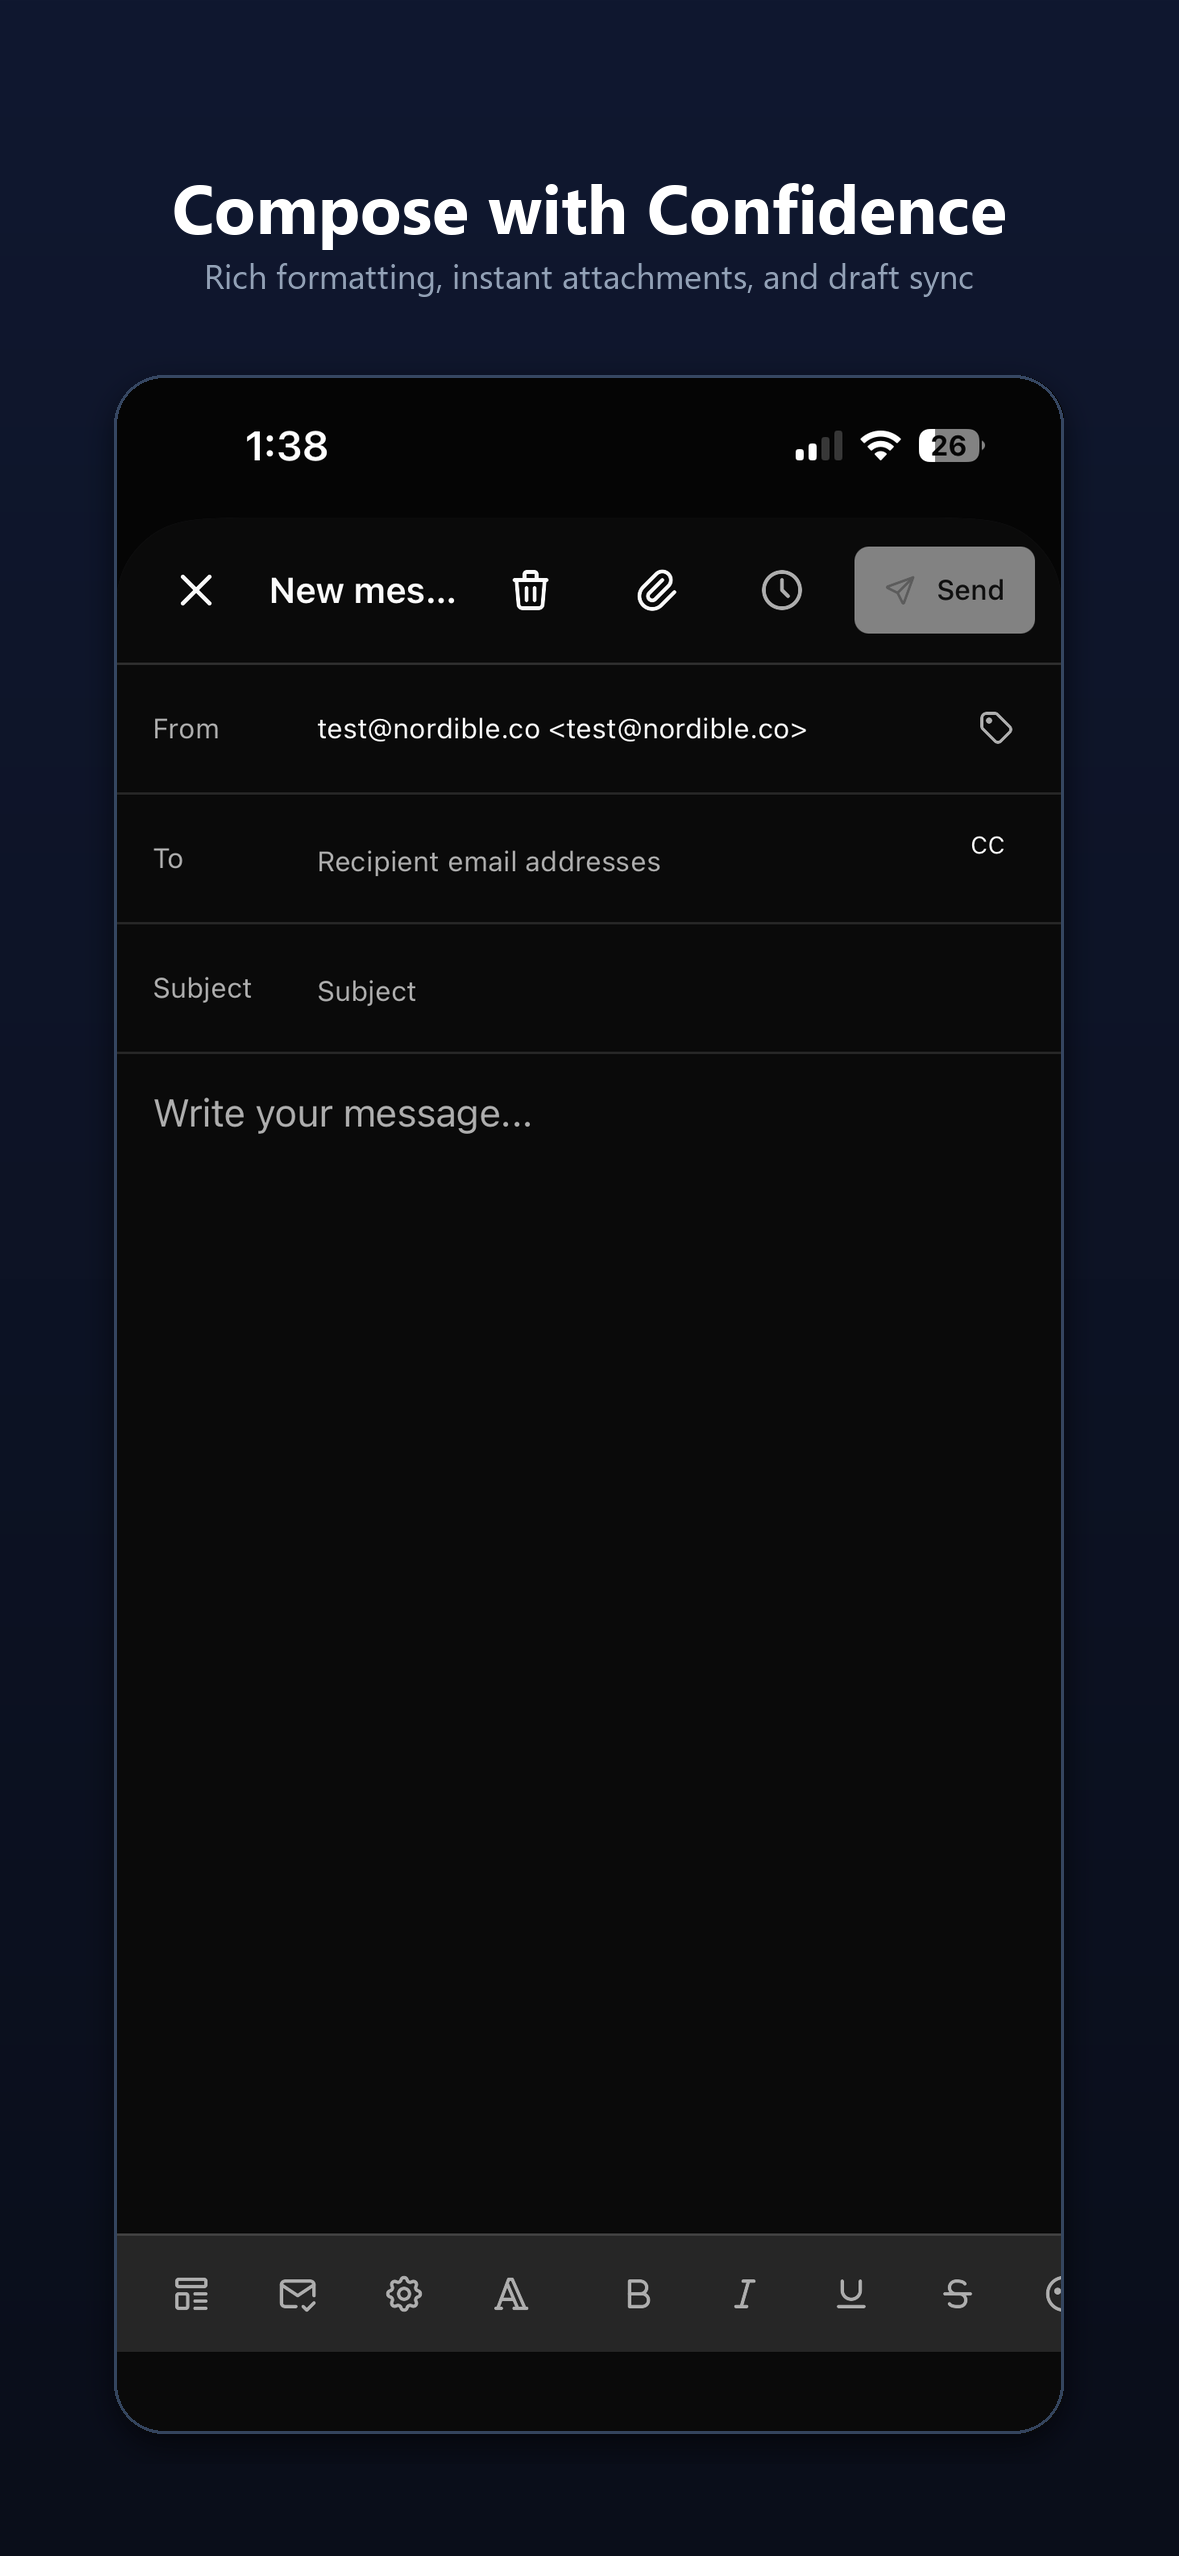 Compose with Confidence
Rich formatting, instant attachments, and draft sync
1:38
26
New mes...
Send
From
test@nordible.co <test@nordible.co>
To
Recipient email addresses
CC
Subject
Subject
Write your message...
A B I U S